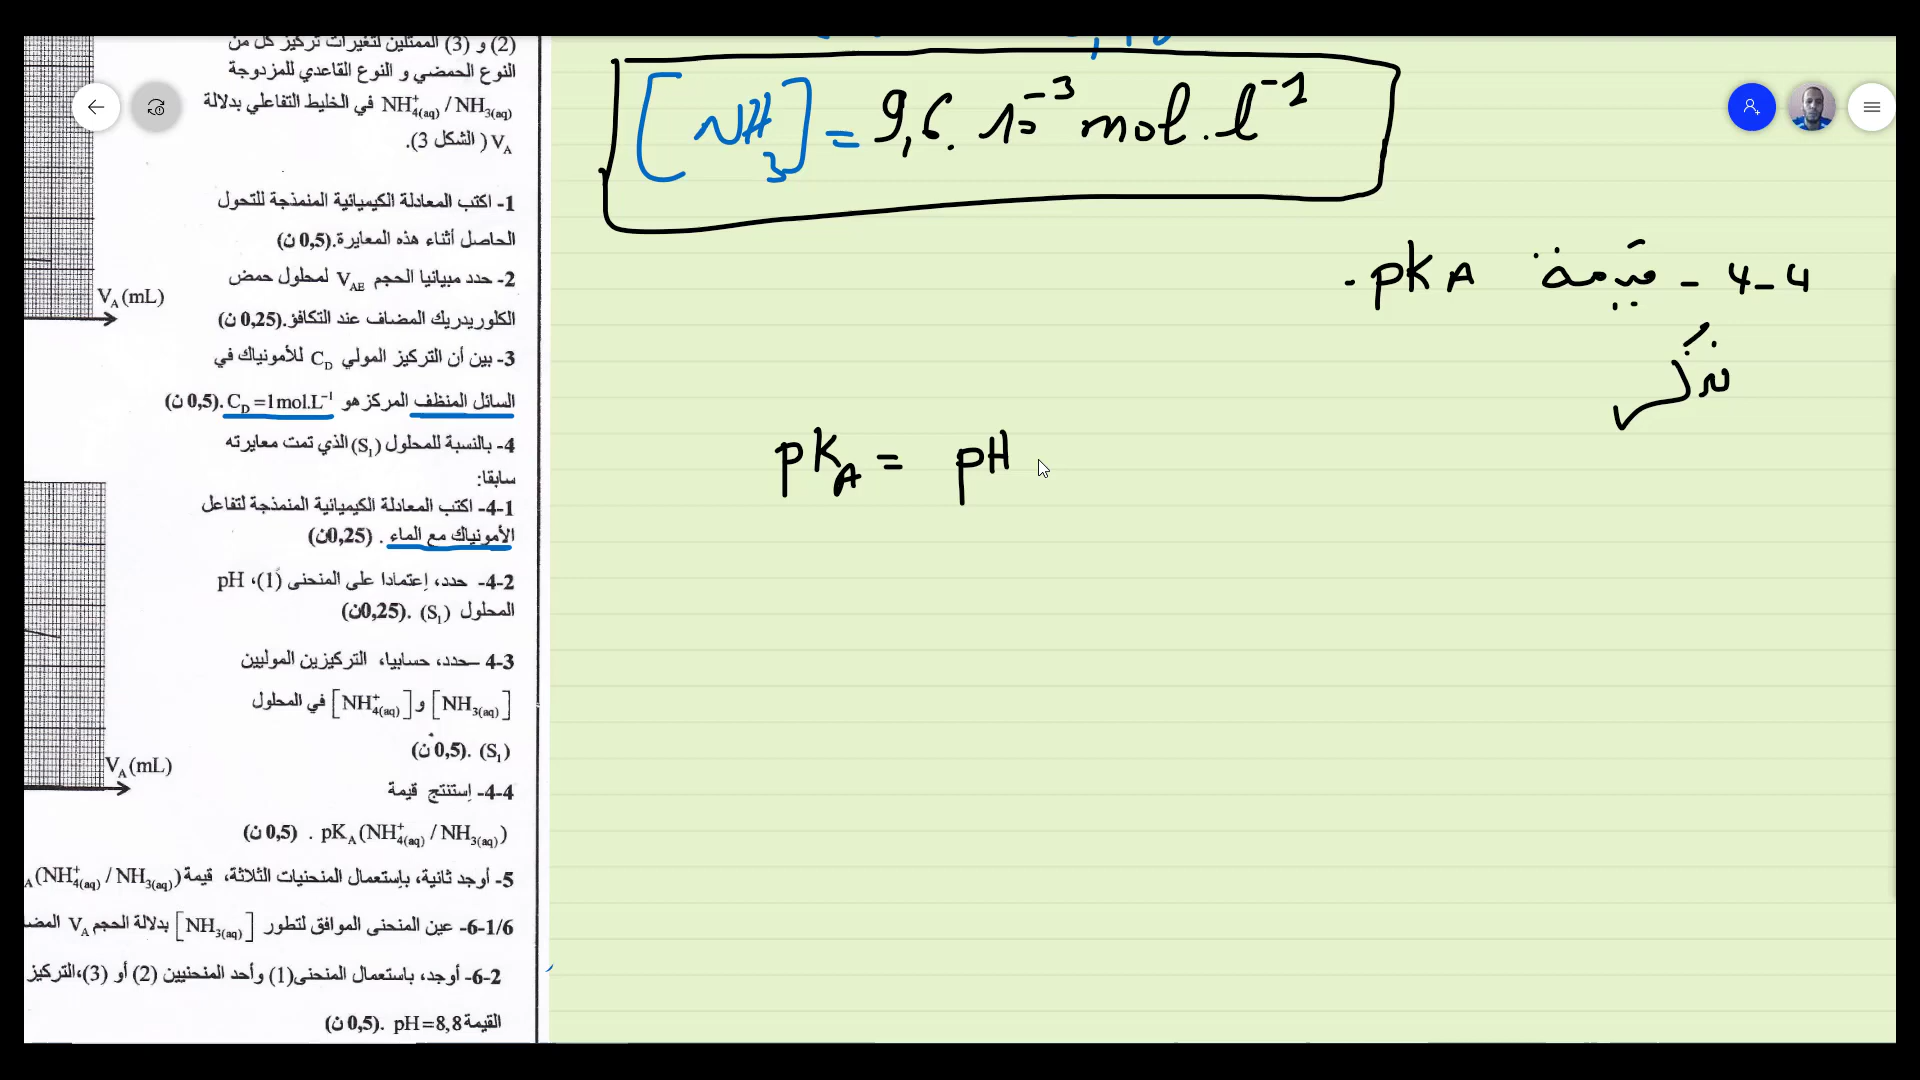 (2) و (3) الممثلين لتغيرات تركيز كل من
النوع الحمضي و النوع القاعدي للمزدوجة
NH4(aq)+ / NH3(aq) في الخليط التفاعلي بدلالة
VA ( الشكل 3).
1- اكتب المعادلة الكيميائية المنمذجة للتحول
الحاصل أثناء هذه المعايرة.(0,5 ن)
2- حدد مبيانيا الحجم VAE لمحلول حمض
الكلوريدريك المضاف عند التكافؤ.(0,25 ن)
3- بين أن التركيز المولي CD للأمونياك في
السائل المنظف المركز هو CD =1mol.L-1 .(0,5 ن)
4- بالنسبة للمحلول (S1) الذي تمت معايرته
سابقا:
4-1- اكتب المعادلة الكيميائية المنمذجة لتفاعل
الأمونياك مع الماء . (0,25ن)
4-2- حدد، إعتمادا على المنحنى (1)، pH
المحلول (S1) .(0,25ن)
4-3 –حدد، حسابيا، التركيزين الموليين
[NH3(aq)] و [NH4(aq)+] في المحلول
(S1) .(0,5 ن)
4-4- إستنتج قيمة
pKA(NH4(aq)+ / NH3(aq)) . (0,5 ن)
5- أوجد ثانية، بإستعمال المنحنيات الثلاثة، قيمة A(NH4(aq)+ / NH3(aq))
6-1/6- عين المنحنى الموافق لتطور [NH3(aq)] بدلالة الحجم VA المضا
6-2- أوجد، باستعمال المنحنى(1) وأحد المنحنيين (2) أو (3)،التركيز
القيمة pH=8,8 .(0,5 ن)
VA (mL)
VA (mL)
[NH3] = 9,6. 10-3 mol.l-1
4-4- قيمة pKA .
pKA = pH